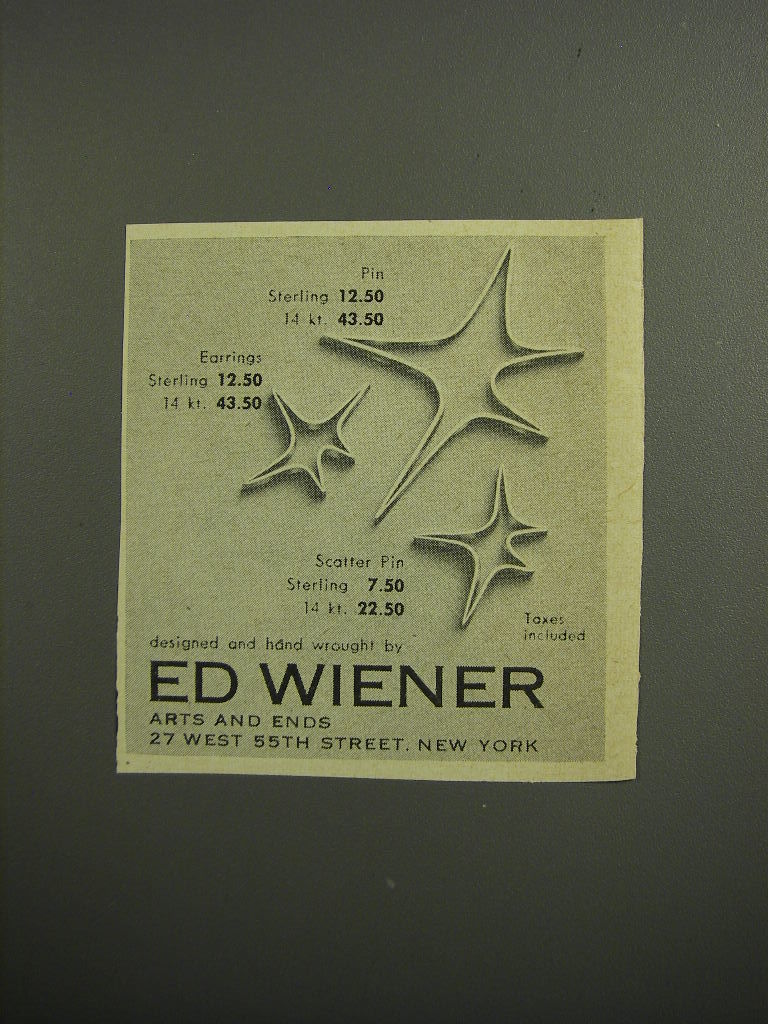 Pin
Sterling 12.50
14 kt. 43.50
Earrings
Sterling 12.50
14 kt. 43.50
Scatter Pin
Sterling 7.50
14 kt. 22.50
Taxes
included
designed and hand wrought by
ED WIENER
ARTS AND ENDS
27 WEST 55TH STREET, NEW YORK